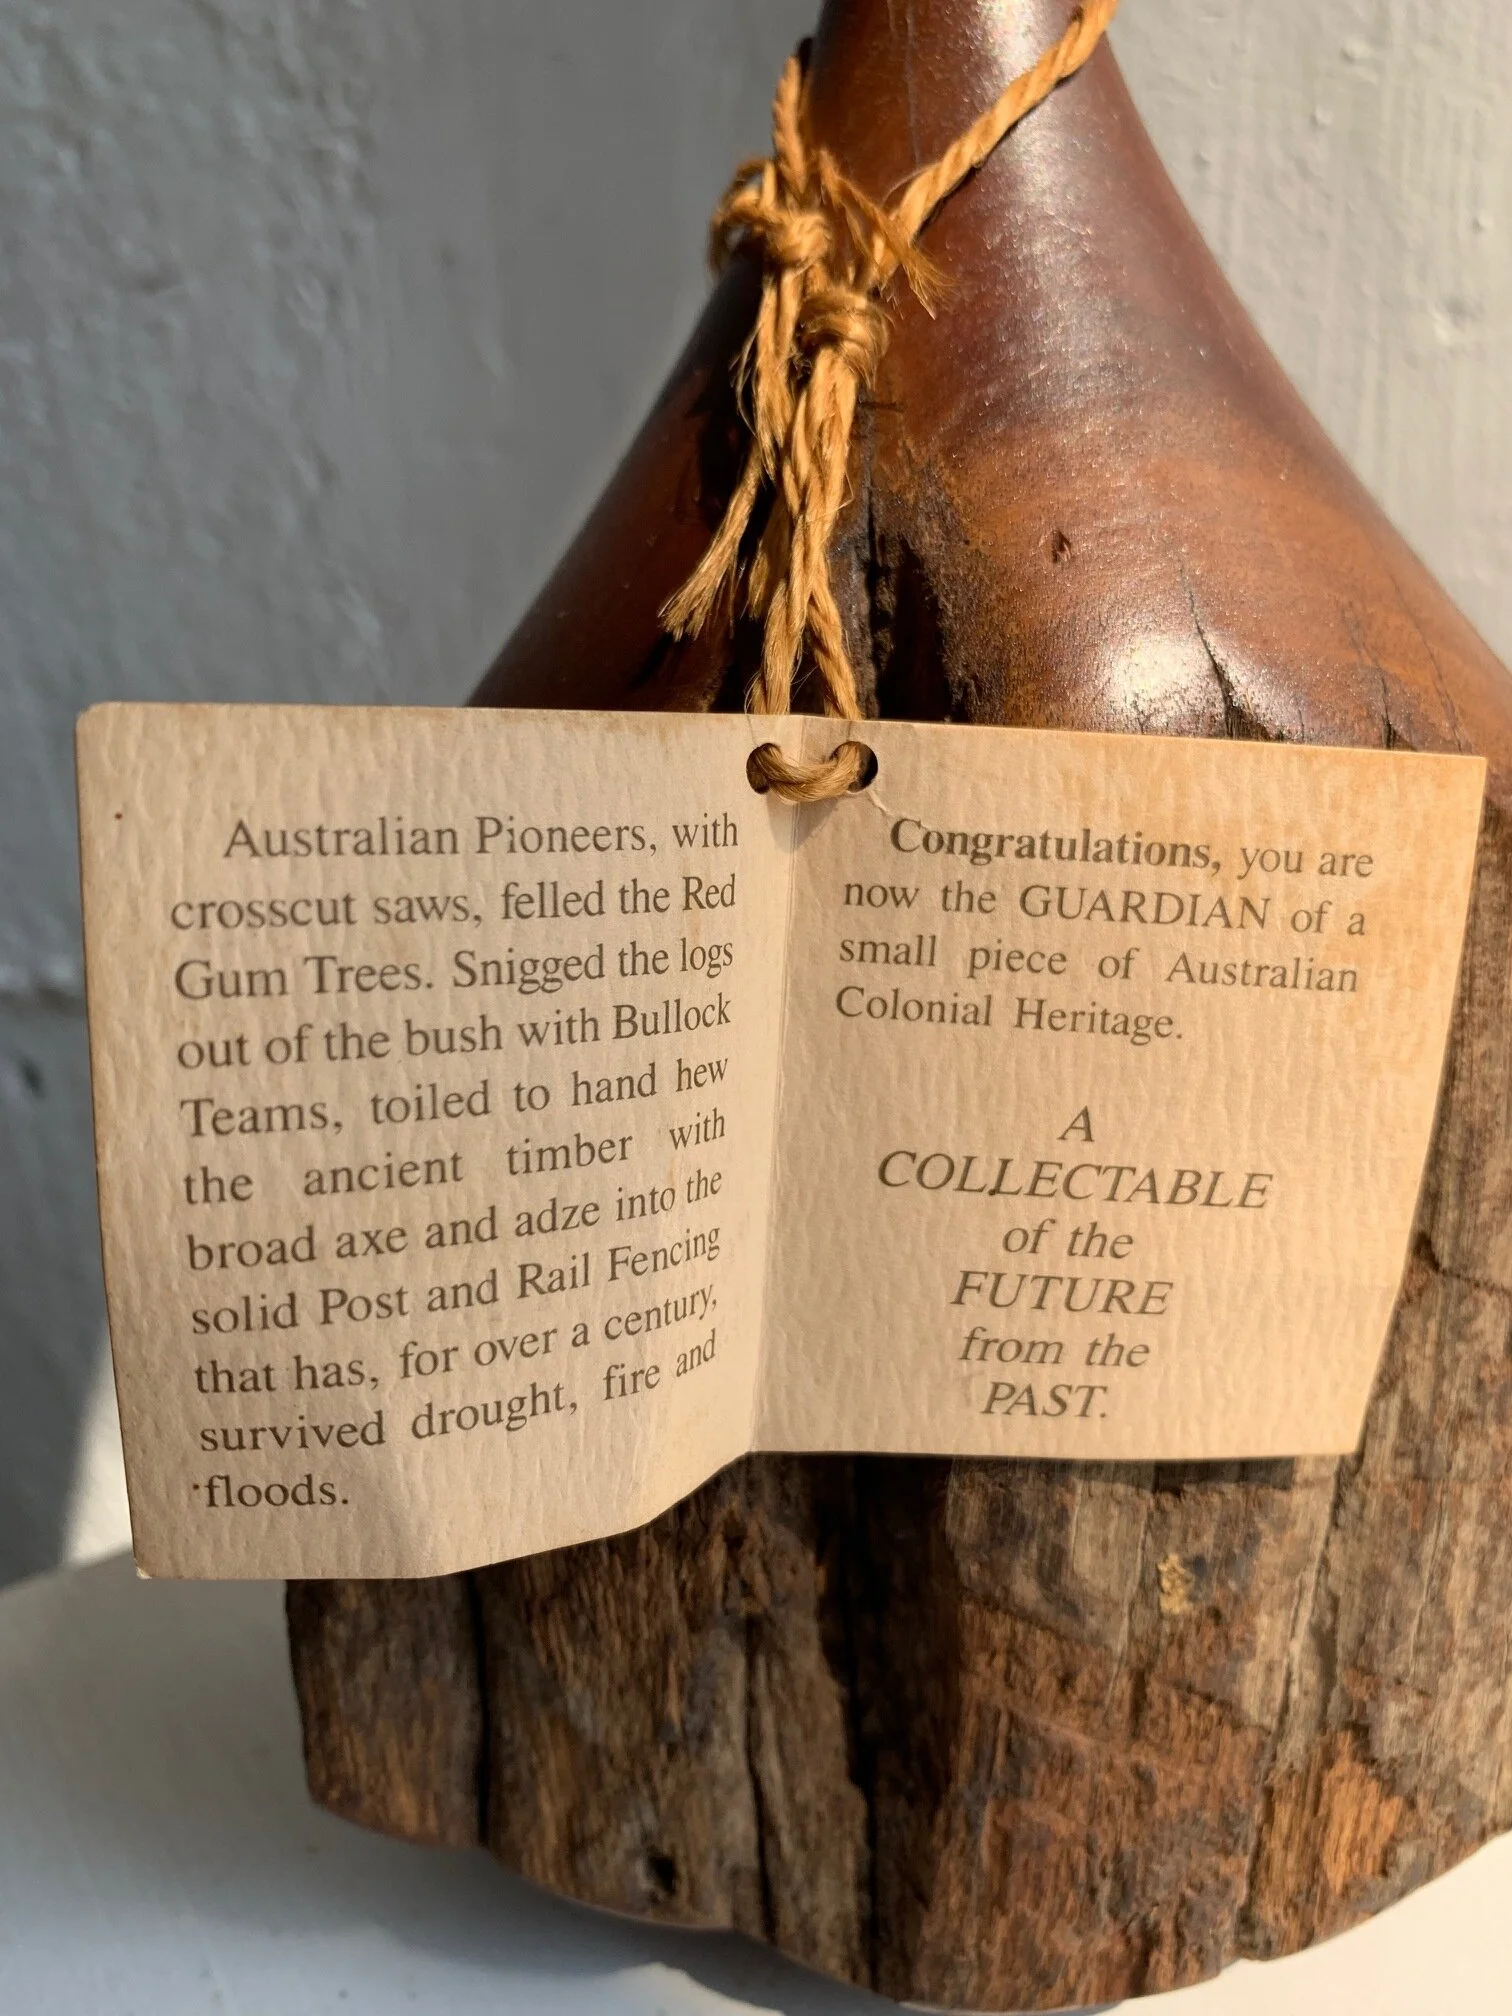 Australian Pioneers, with
crosscut saws, felled the Red
Gum Trees. Snigged the logs
out of the bush with Bullock
Teams, toiled to hand hew
the ancient timber with
broad axe and adze into the
solid Post and Rail Fencing
that has, for over a century,
survived drought, fire and
floods.
Congratulations, you are
now the GUARDIAN of a
small piece of Australian
Colonial Heritage.
A
COLLECTABLE
of the
FUTURE
from the
PAST.